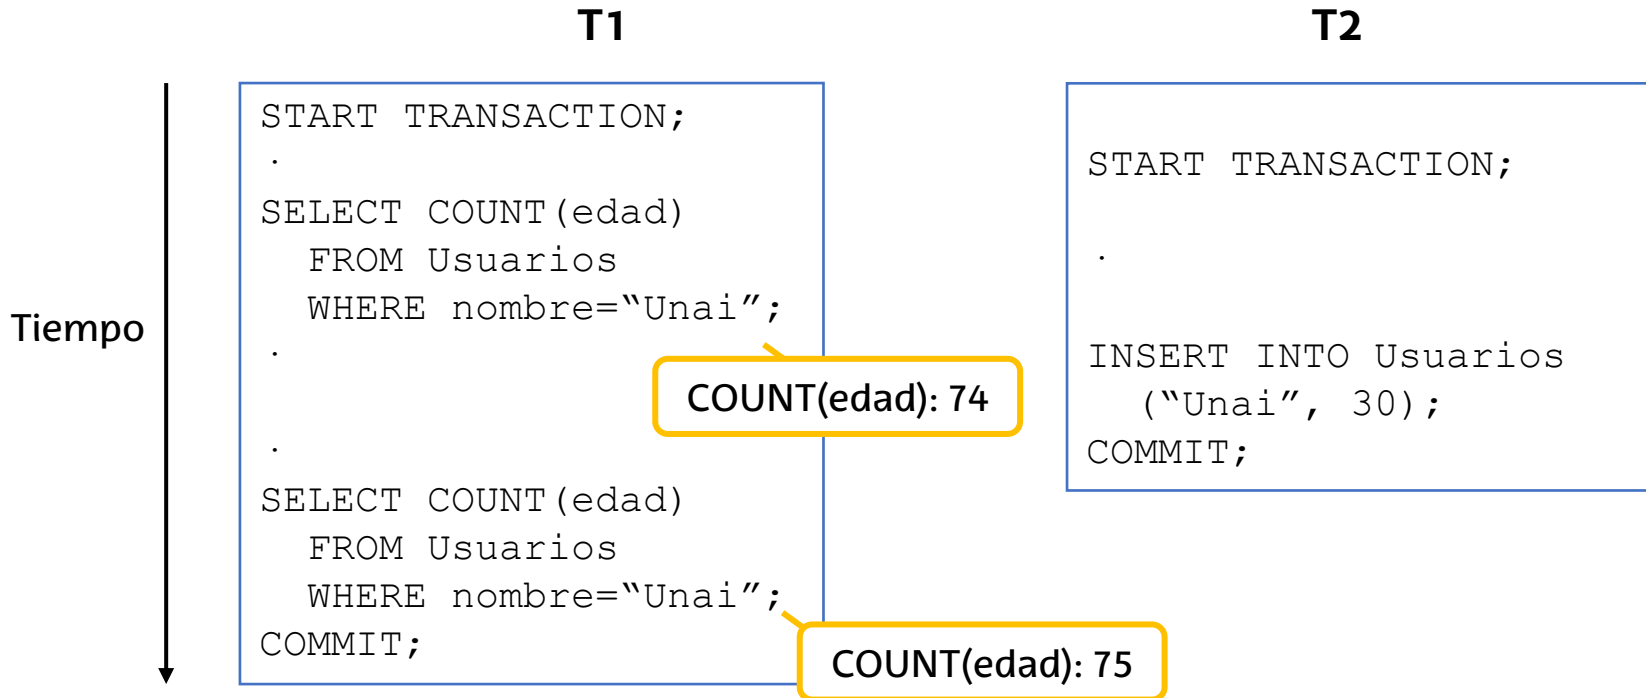 T1
START TRANSACTION;
.
SELECT COUNT(edad)
FROM Usuarios
WHERE nombre=“Unai”;
.
COUNT(edad): 74
.
SELECT COUNT(edad)
FROM Usuarios
WHERE nombre=“Unai”;
COMMIT;
COUNT(edad): 75
T2
START TRANSACTION;
.
INSERT INTO Usuarios
(“Unai”, 30);
COMMIT;
Tiempo